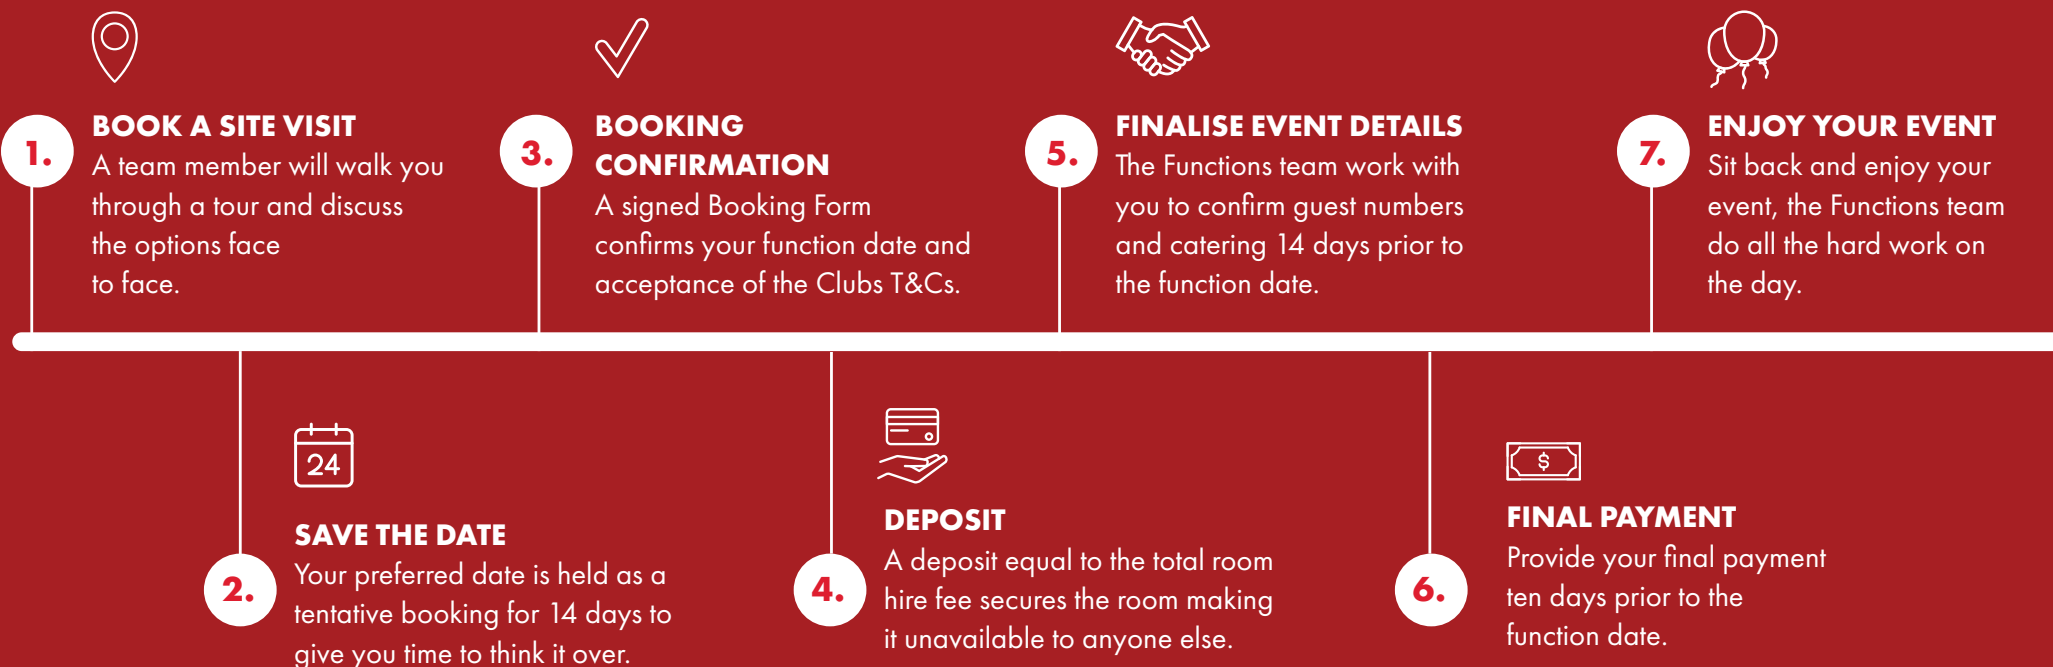 1.
BOOK A SITE VISIT
A team member will walk you
through a tour and discuss
the options face
to face.
24
2.
SAVE THE DATE
Your preferred date is held as a
tentative booking for 14 days to
give you time to think it over.
3.
BOOKING
CONFIRMATION
A signed Booking Form
confirms your function date and
acceptance of the Clubs T&Cs.
4.
DEPOSIT
A deposit equal to the total room
hire fee secures the room making
it unavailable to anyone else.
5.
FINALISE EVENT DETAILS
The Functions team work with
you to confirm guest numbers
and catering 14 days prior to
the function date.
$
6.
FINAL PAYMENT
Provide your final payment
ten days prior to the
function date.
7.
ENJOY YOUR EVENT
Sit back and enjoy your
event, the Functions team
do all the hard work on
the day.